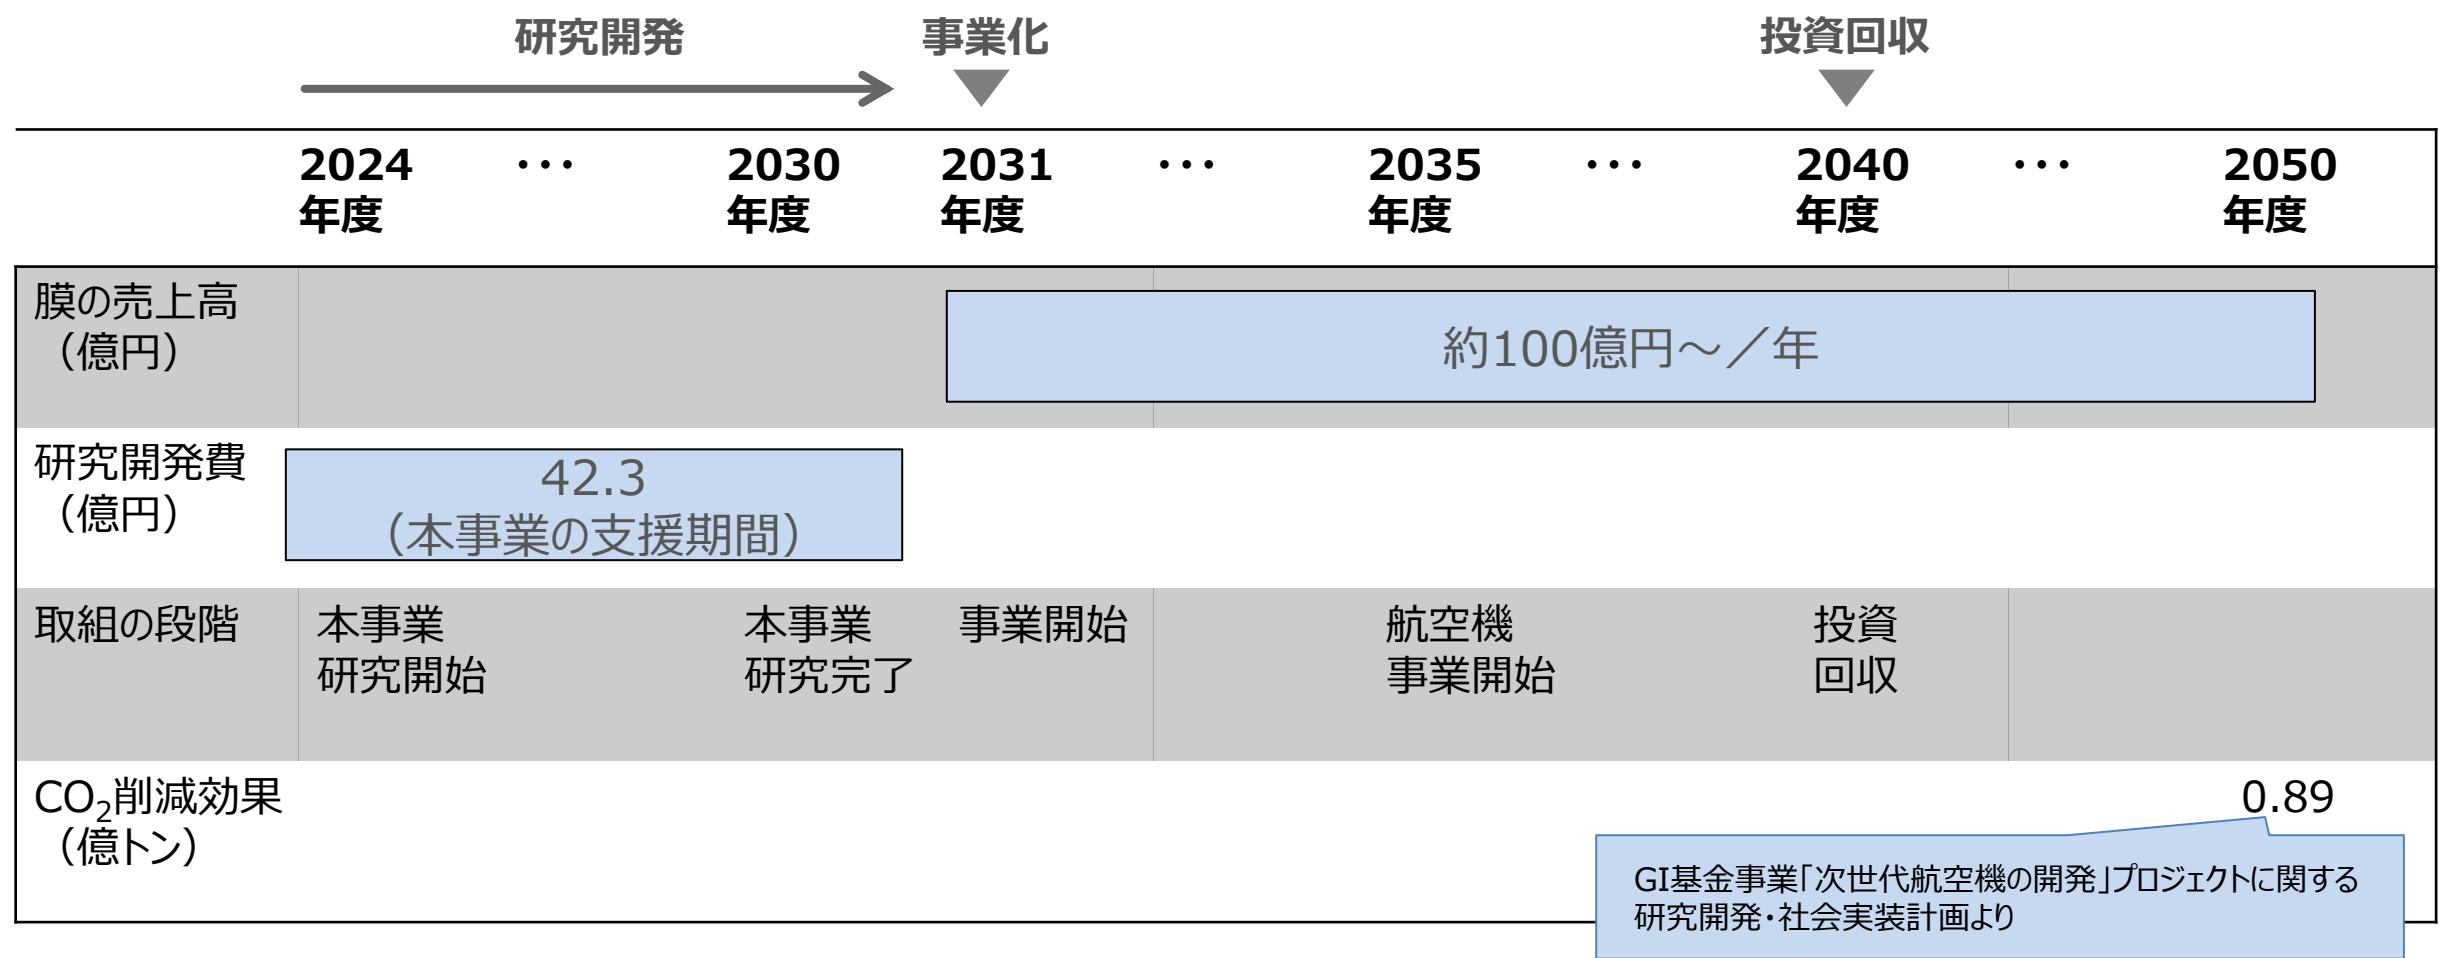 研究開発 事業化 投資回収
2024 ・・・ 2030 2031 ・・・ 2035 ・・・ 2040 ・・・ 2050
年度 年度 年度 年度 年度 年度
膜の売上高
（億円）
約100億円～／年
研究開発費
（億円）
42.3
（本事業の支援期間）
取組の段階 本事業 本事業 事業開始 航空機 投資
研究開始 研究完了 事業開始 回収
CO₂削減効果 0.89
（億トン）
GI基金事業「次世代航空機の開発」プロジェクトに関する
研究開発・社会実装計画より